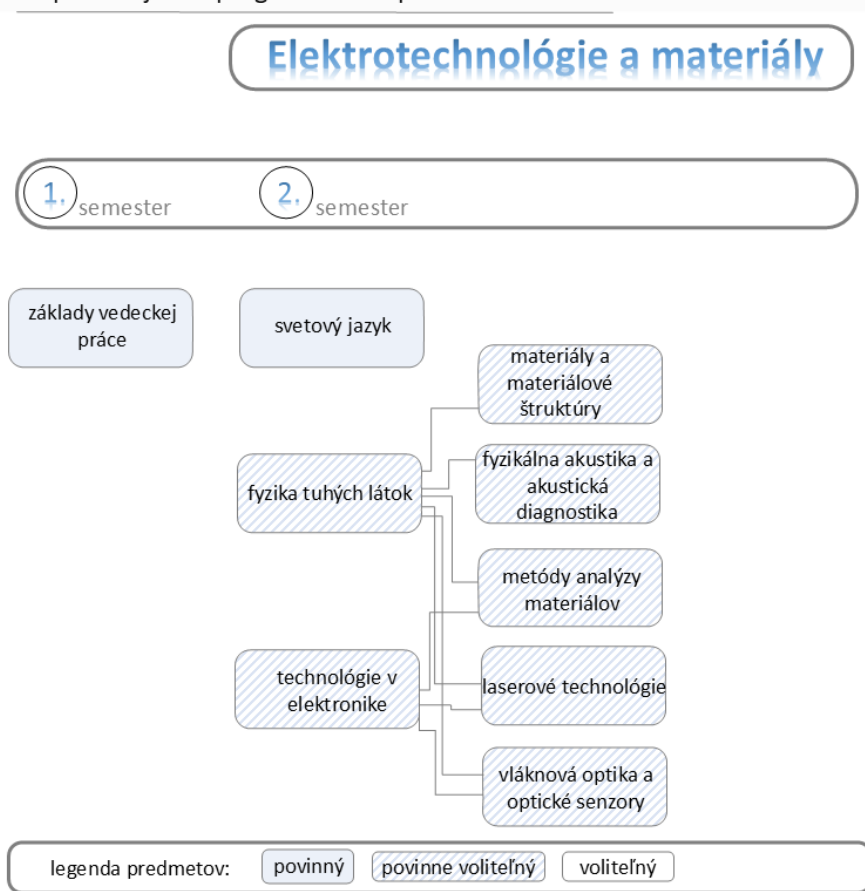 Elektrotechnológie a materiály
1. semester
2. semester
základy vedeckej
práce
svetový jazyk
materiály a
materiálové
štruktúry
fyzika tuhých látok
fyzikálna akustika a
akustická
diagnostika
metódy analýzy
materiálov
technológie v
elektronike
laserové technológie
vláknová optika a
optické senzory
legenda predmetov:
povinný
povinne voliteľný
voliteľný